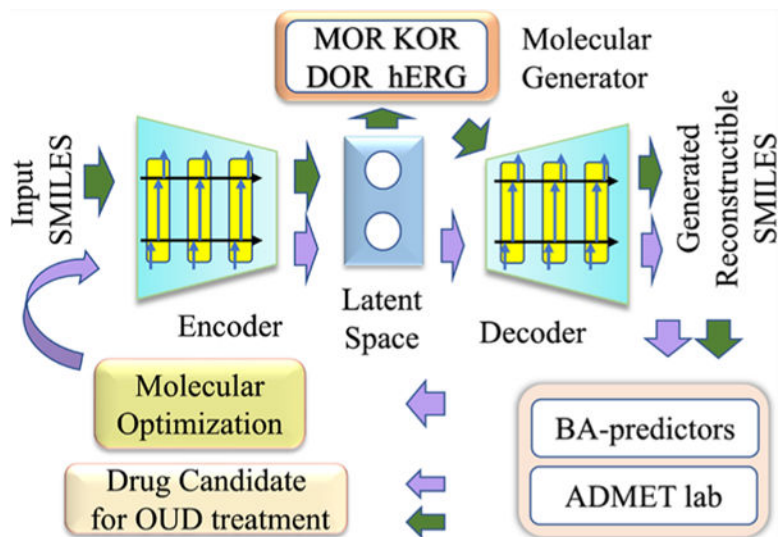 MOR KOR
DOR hERG
Molecular
Generator
Input
SMILES
Generated
Reconstructible
SMILES
Encoder
Latent
Space
Decoder
Molecular
Optimization
BA-predictors
ADMET lab
Drug Candidate
for OUD treatment